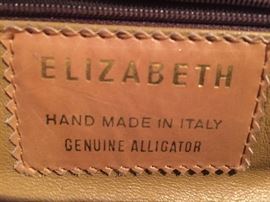 ELIZABETH
HAND MADE IN ITALY
GENUINE ALLIGATOR